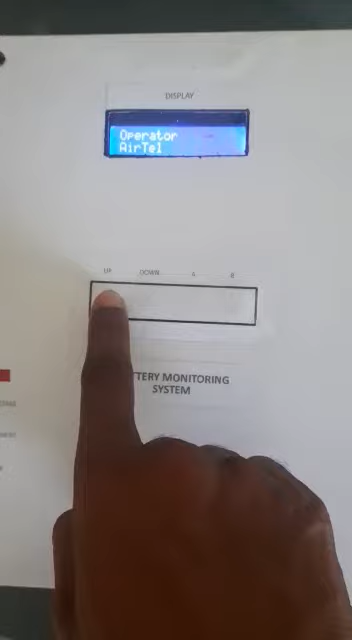 DISPLAY
Operator
AirTel
UP DOWN A B
TTERY MONITORING
SYSTEM